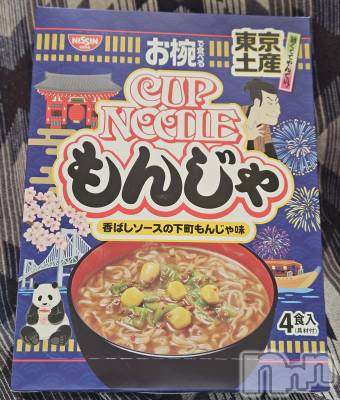 NISSIN
お椀で食べる
東京
土産
CUP
NOODLE
もんじゃ
香ばしソースの下町もんじゃ味
4食入
(具材付)